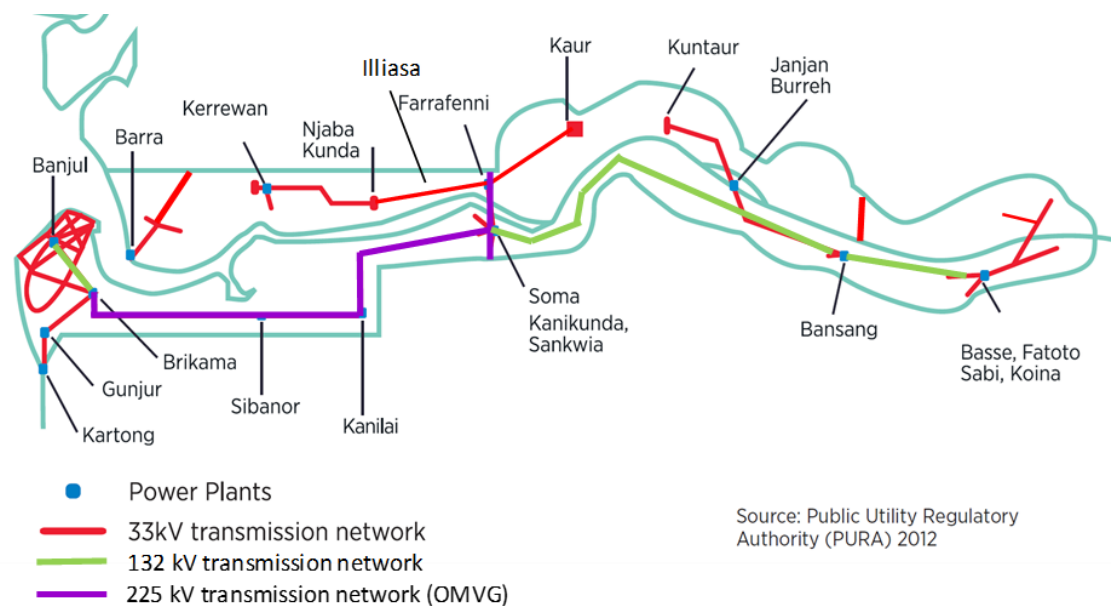 Kaur
Kuntaur
Illiasa
Janjan
Burreh
Kerrewan
Farrafenni
Njaba
Kunda
Barra
Banjul
Soma
Kanikunda,
Sankwia
Bansang
Basse, Fatoto
Sabi, Koina
Brikama
Gunjur
Sibanor
Kanilai
Kartong
Power Plants
33kV transmission network
132 kV transmission network
225 kV transmission network (OMVG)
Source: Public Utility Regulatory
Authority (PURA) 2012